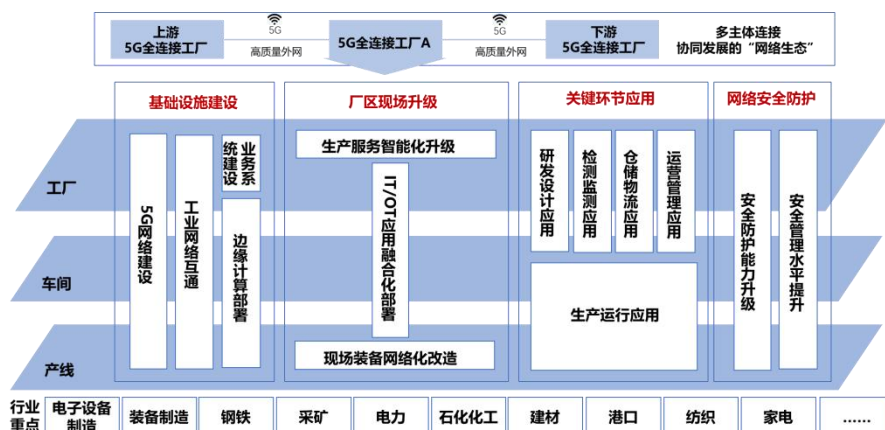 上游
5G全连接工厂
5G
高质量外网
5G全连接工厂A
5G
高质量外网
下游
5G全连接工厂
多主体连接
协同发展的“网络生态”
基础设施建设
厂区现场升级
关键环节应用
网络安全防护
工厂
车间
产线
5G网络建设
工业网络互通
业务系
统建设
边缘计算部署
生产服务智能化升级
IT/OT应用融合化部署
现场装备网络化改造
研发设计应用
检测监测应用
仓储物流应用
运营管理应用
生产运行应用
安全防护能力升级
安全管理水平提升
行业
重点
电子设备
制造
装备制造
钢铁
采矿
电力
石化化工
建材
港口
纺织
家电
……